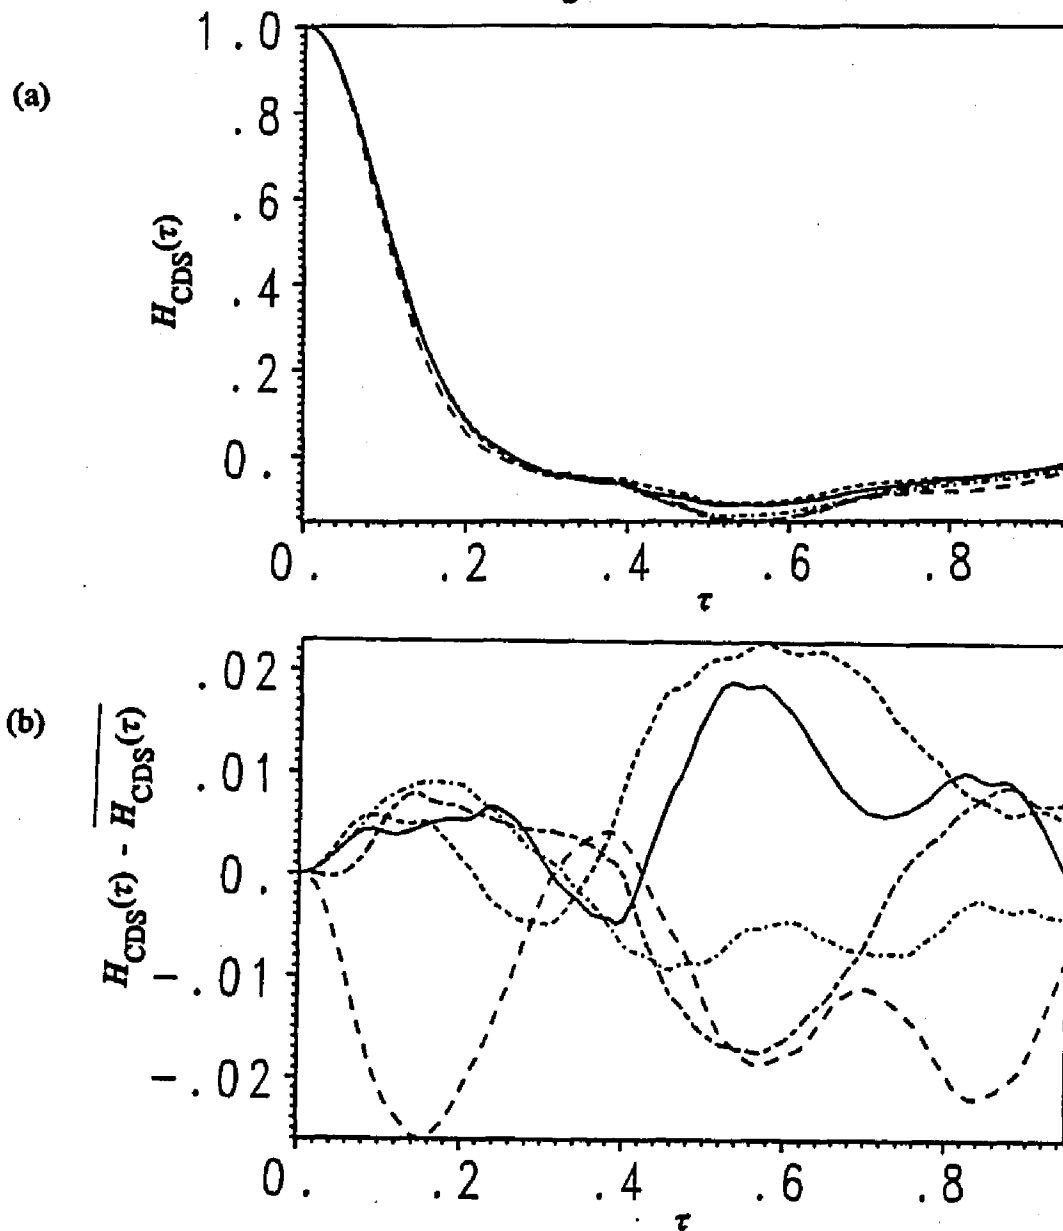 (a)
H_CDS(τ)
1.0
.8
.6
.4
.2
0.
0. .2 .4 .6 .8
τ
(b)
H_CDS(τ) - \overline{H_CDS(τ)}
.02
.01
0.
-.01
-.02
0. .2 .4 .6 .8
τ